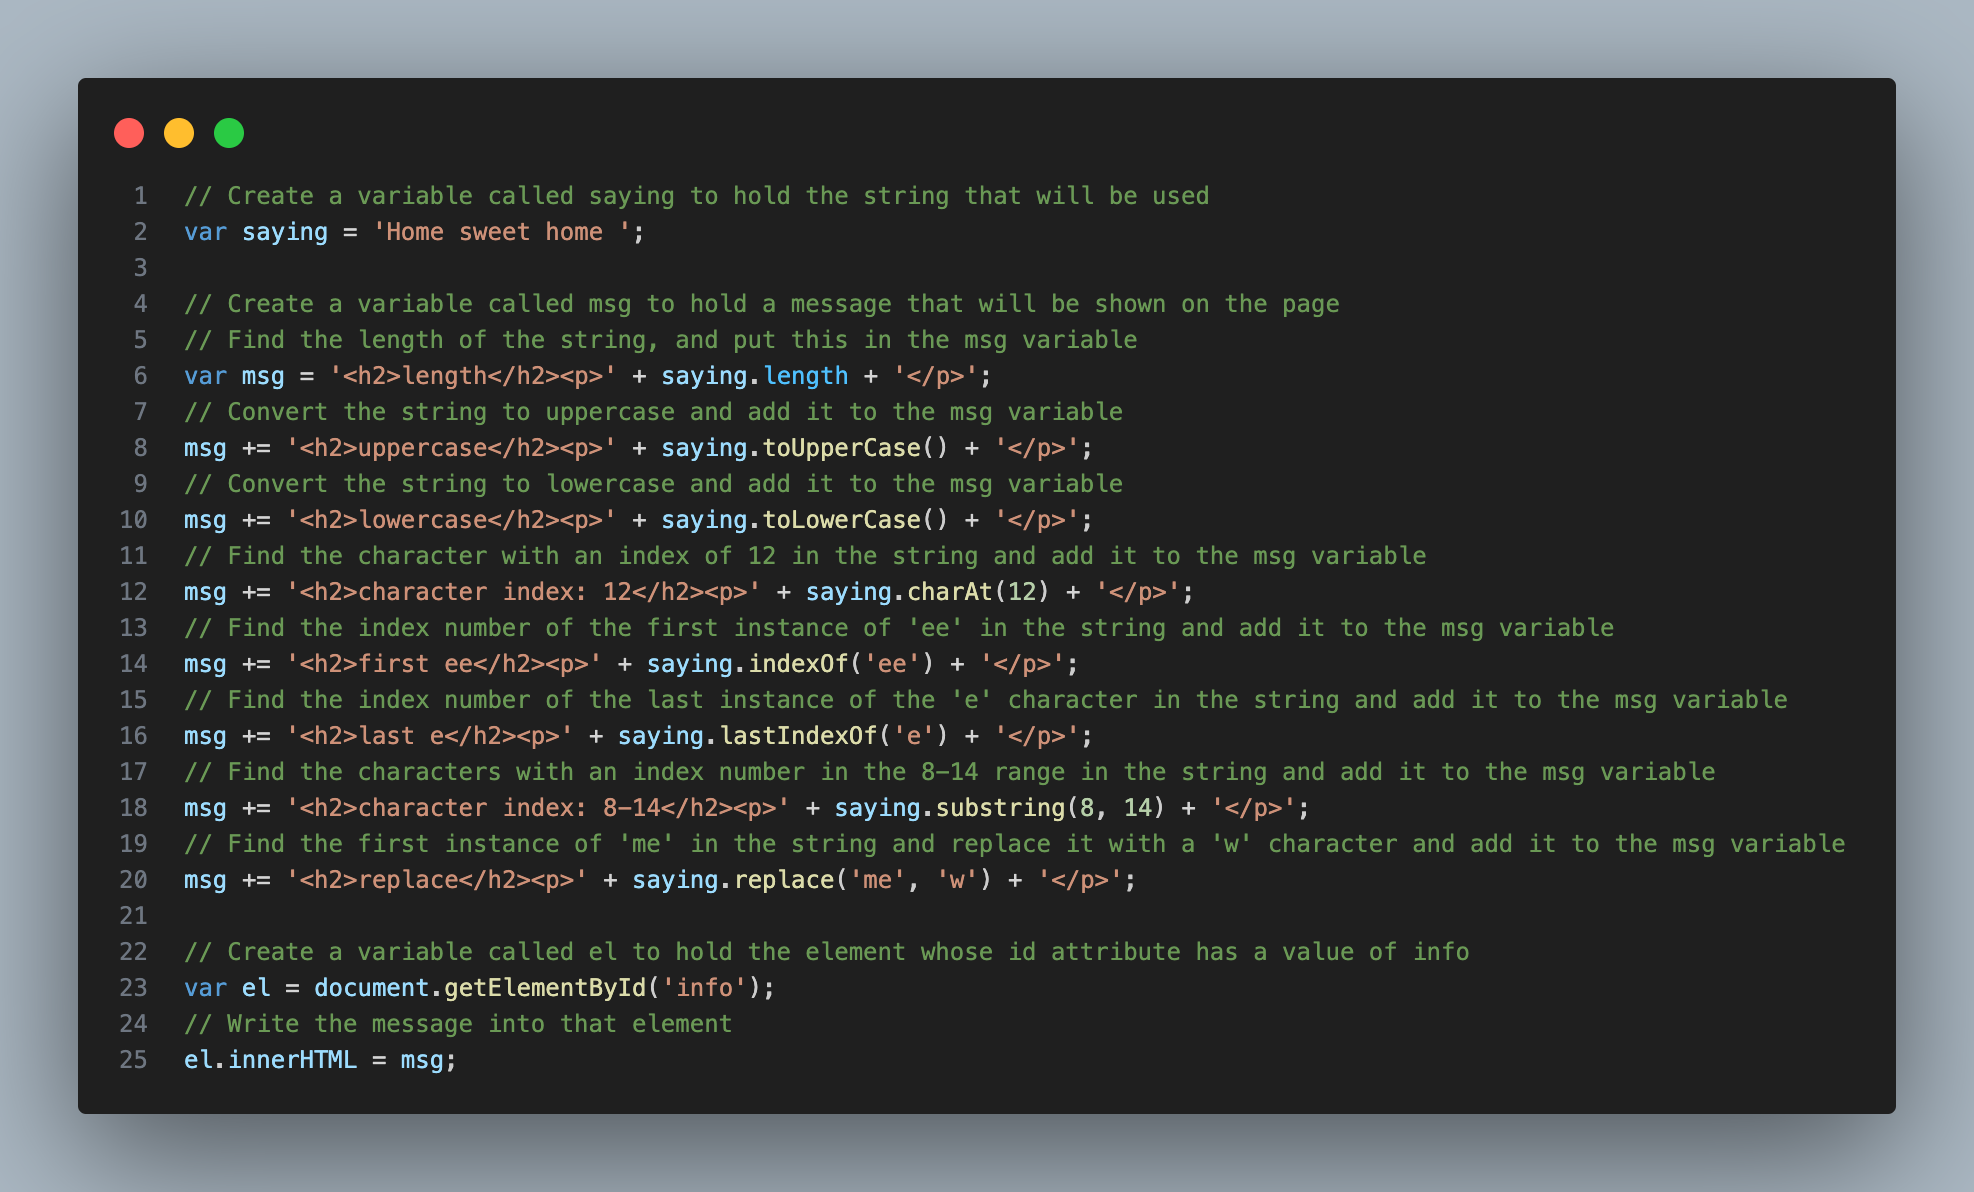 1 // Create a variable called saying to hold the string that will be used
2 var saying = 'Home sweet home ';
3
4 // Create a variable called msg to hold a message that will be shown on the page
5 // Find the length of the string, and put this in the msg variable
6 var msg = '<h2>length</h2><p>' + saying.length + '</p>';
7 // Convert the string to uppercase and add it to the msg variable
8 msg += '<h2>uppercase</h2><p>' + saying.toUpperCase() + '</p>';
9 // Convert the string to lowercase and add it to the msg variable
10 msg += '<h2>lowercase</h2><p>' + saying.toLowerCase() + '</p>';
11 // Find the character with an index of 12 in the string and add it to the msg variable
12 msg += '<h2>character index: 12</h2><p>' + saying.charAt(12) + '</p>';
13 // Find the index number of the first instance of 'ee' in the string and add it to the msg variable
14 msg += '<h2>first ee</h2><p>' + saying.indexOf('ee') + '</p>';
15 // Find the index number of the last instance of the 'e' character in the string and add it to the msg variable
16 msg += '<h2>last e</h2><p>' + saying.lastIndexOf('e') + '</p>';
17 // Find the characters with an index number in the 8–14 range in the string and add it to the msg variable
18 msg += '<h2>character index: 8–14</h2><p>' + saying.substring(8, 14) + '</p>';
19 // Find the first instance of 'me' in the string and replace it with a 'w' character and add it to the msg variable
20 msg += '<h2>replace</h2><p>' + saying.replace('me', 'w') + '</p>';
21
22 // Create a variable called el to hold the element whose id attribute has a value of info
23 var el = document.getElementById('info');
24 // Write the message into that element
25 el.innerHTML = msg;